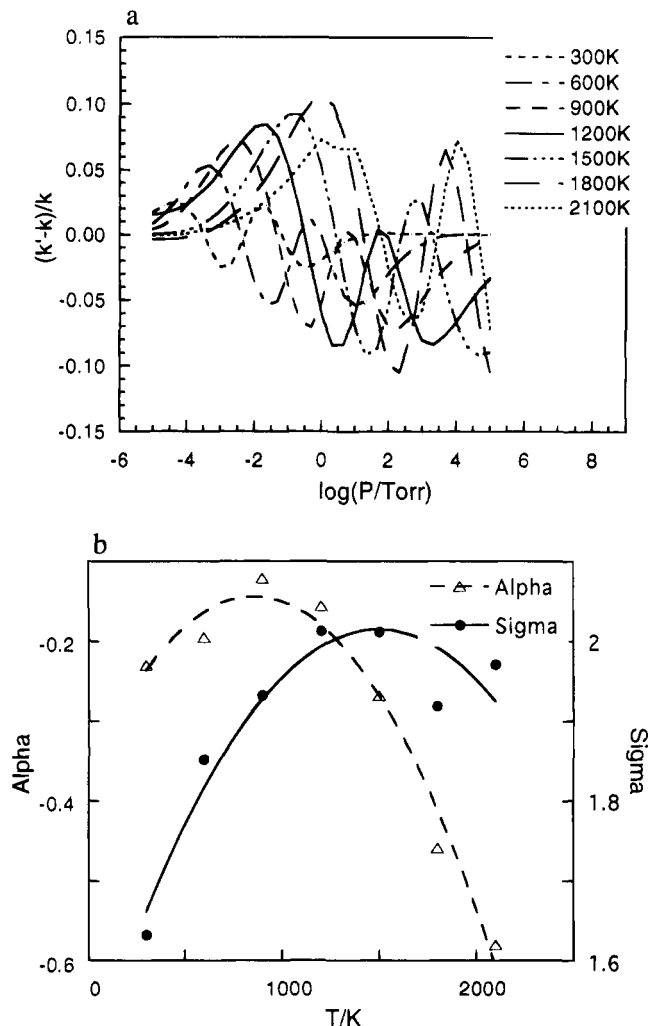 a
0.15
0.10
0.05
0.00
-0.05
-0.10
-0.15
(k'-k)/k
-6 -4 -2 0 2 4 6 8
log(P/Torr)
300K
600K
900K
1200K
1500K
1800K
2100K
b
-0.2
-0.4
-0.6
Alpha
Alpha
Sigma
2
1.8
1.6
Sigma
0 1000 2000
T/K